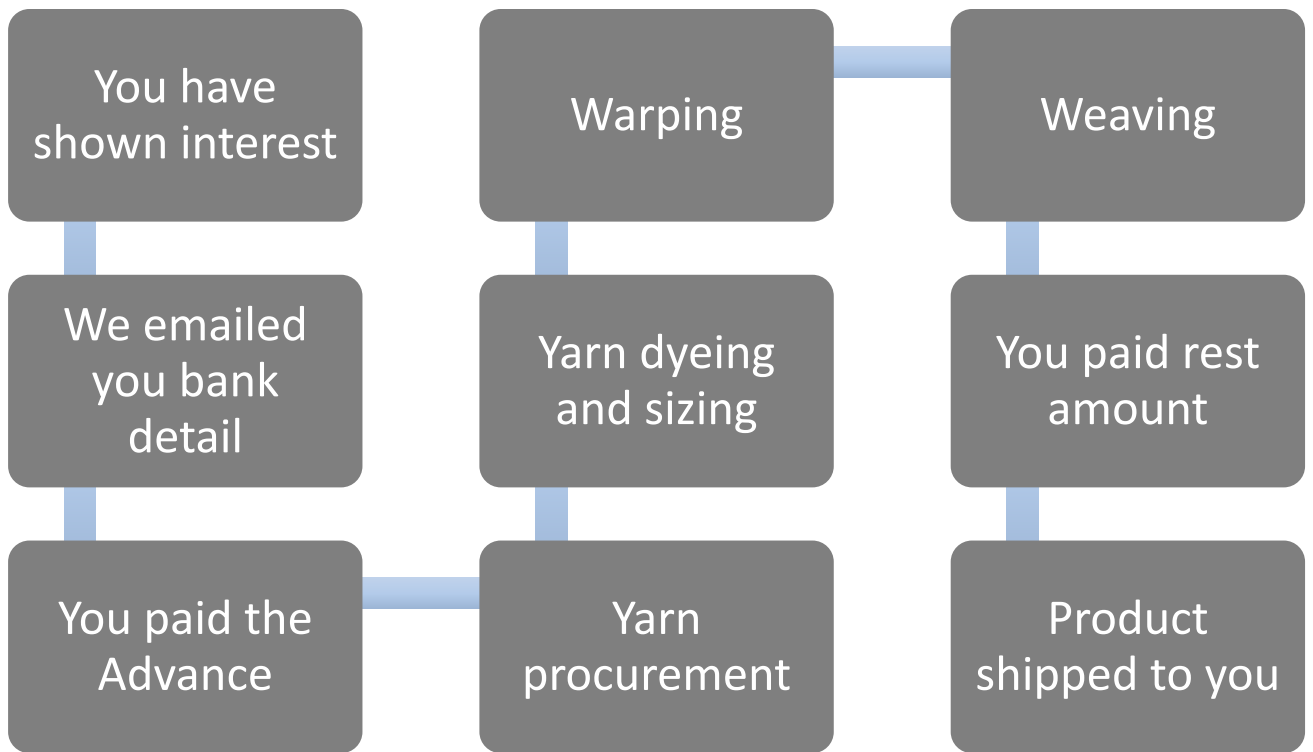 You have
shown interest
We emailed
you bank
detail
You paid the
Advance
Yarn
procurement
Yarn dyeing
and sizing
Warping
Weaving
You paid rest
amount
Product
shipped to you